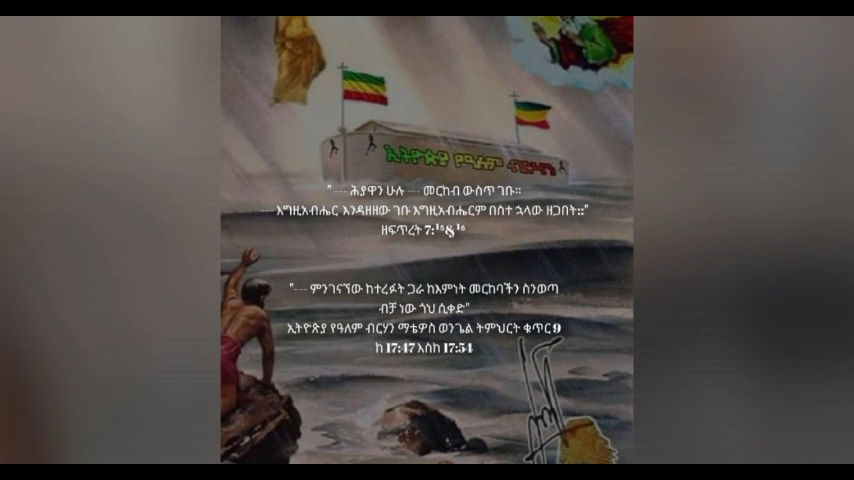 ኢትዮጵያ የዓለም ብርሃን
" --- ሕያዋን ሁሉ --- መርከብ ውስጥ ገቡ።
--- እግዚአብሔር እንዳዘዘው ገቡ እግዚአብሔርም በስተ ኋላው ዘጋበት።"
ዘፍጥረት 7:¹⁵&¹⁶
"--- ምንገናኘው ከተረፉት ጋራ ከእምነት መርከባችን ስንወጣ
ብቻ ነው ጎህ ሲቀድ"
ኢትዮጵያ የዓለም ብርሃን ማቴዎስ ወንጌል ትምህርት ቁጥር 9
ከ 17:47 እስከ 17:54